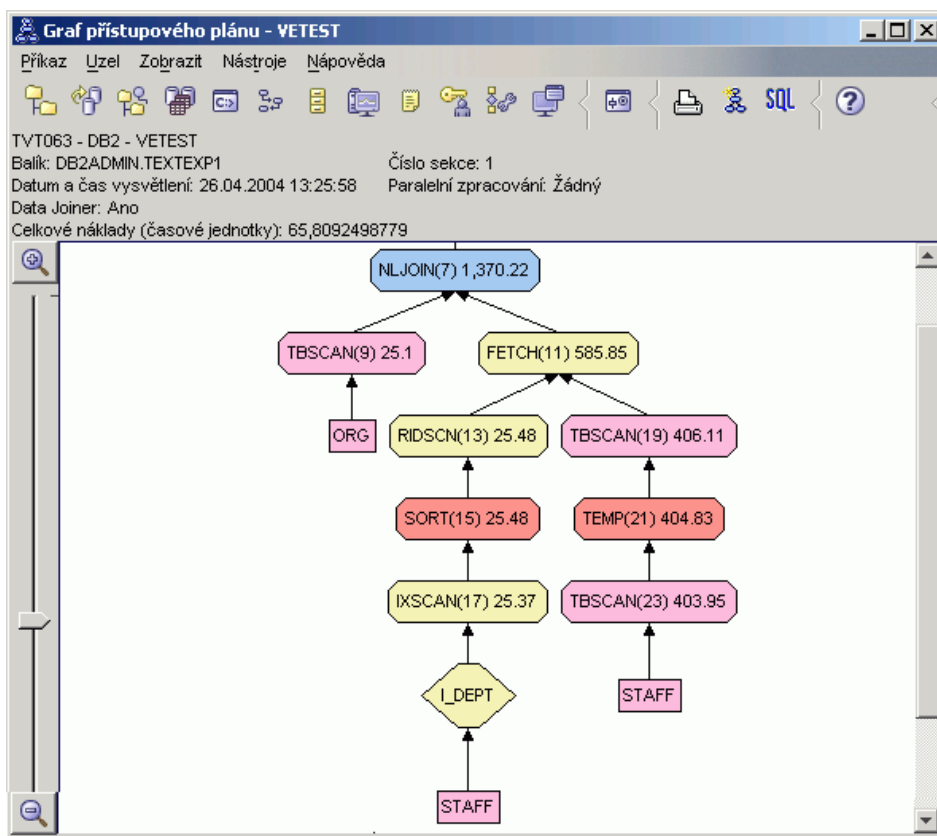 Graf přístupového plánu - VETEST
Příkaz Uzel Zobrazit Nástroje Nápověda
C:>
SQL
?
TVT063 - DB2 - VETEST
Balík: DB2ADMIN.TEXTEXP1 Číslo sekce: 1
Datum a čas vysvětlení: 26.04.2004 13:25:58 Paralelní zpracování: Žádný
Data Joiner: Ano
Celkové náklady (časové jednotky): 65,8092498779
NLJOIN(7) 1,370.22
TBSCAN(9) 25.1 FETCH(11) 585.85
ORG RIDSCN(13) 25.48 TBSCAN(19) 406.11
SORT(15) 25.48 TEMP(21) 404.83
IXSCAN(17) 25.37 TBSCAN(23) 403.95
I_DEPT STAFF
STAFF